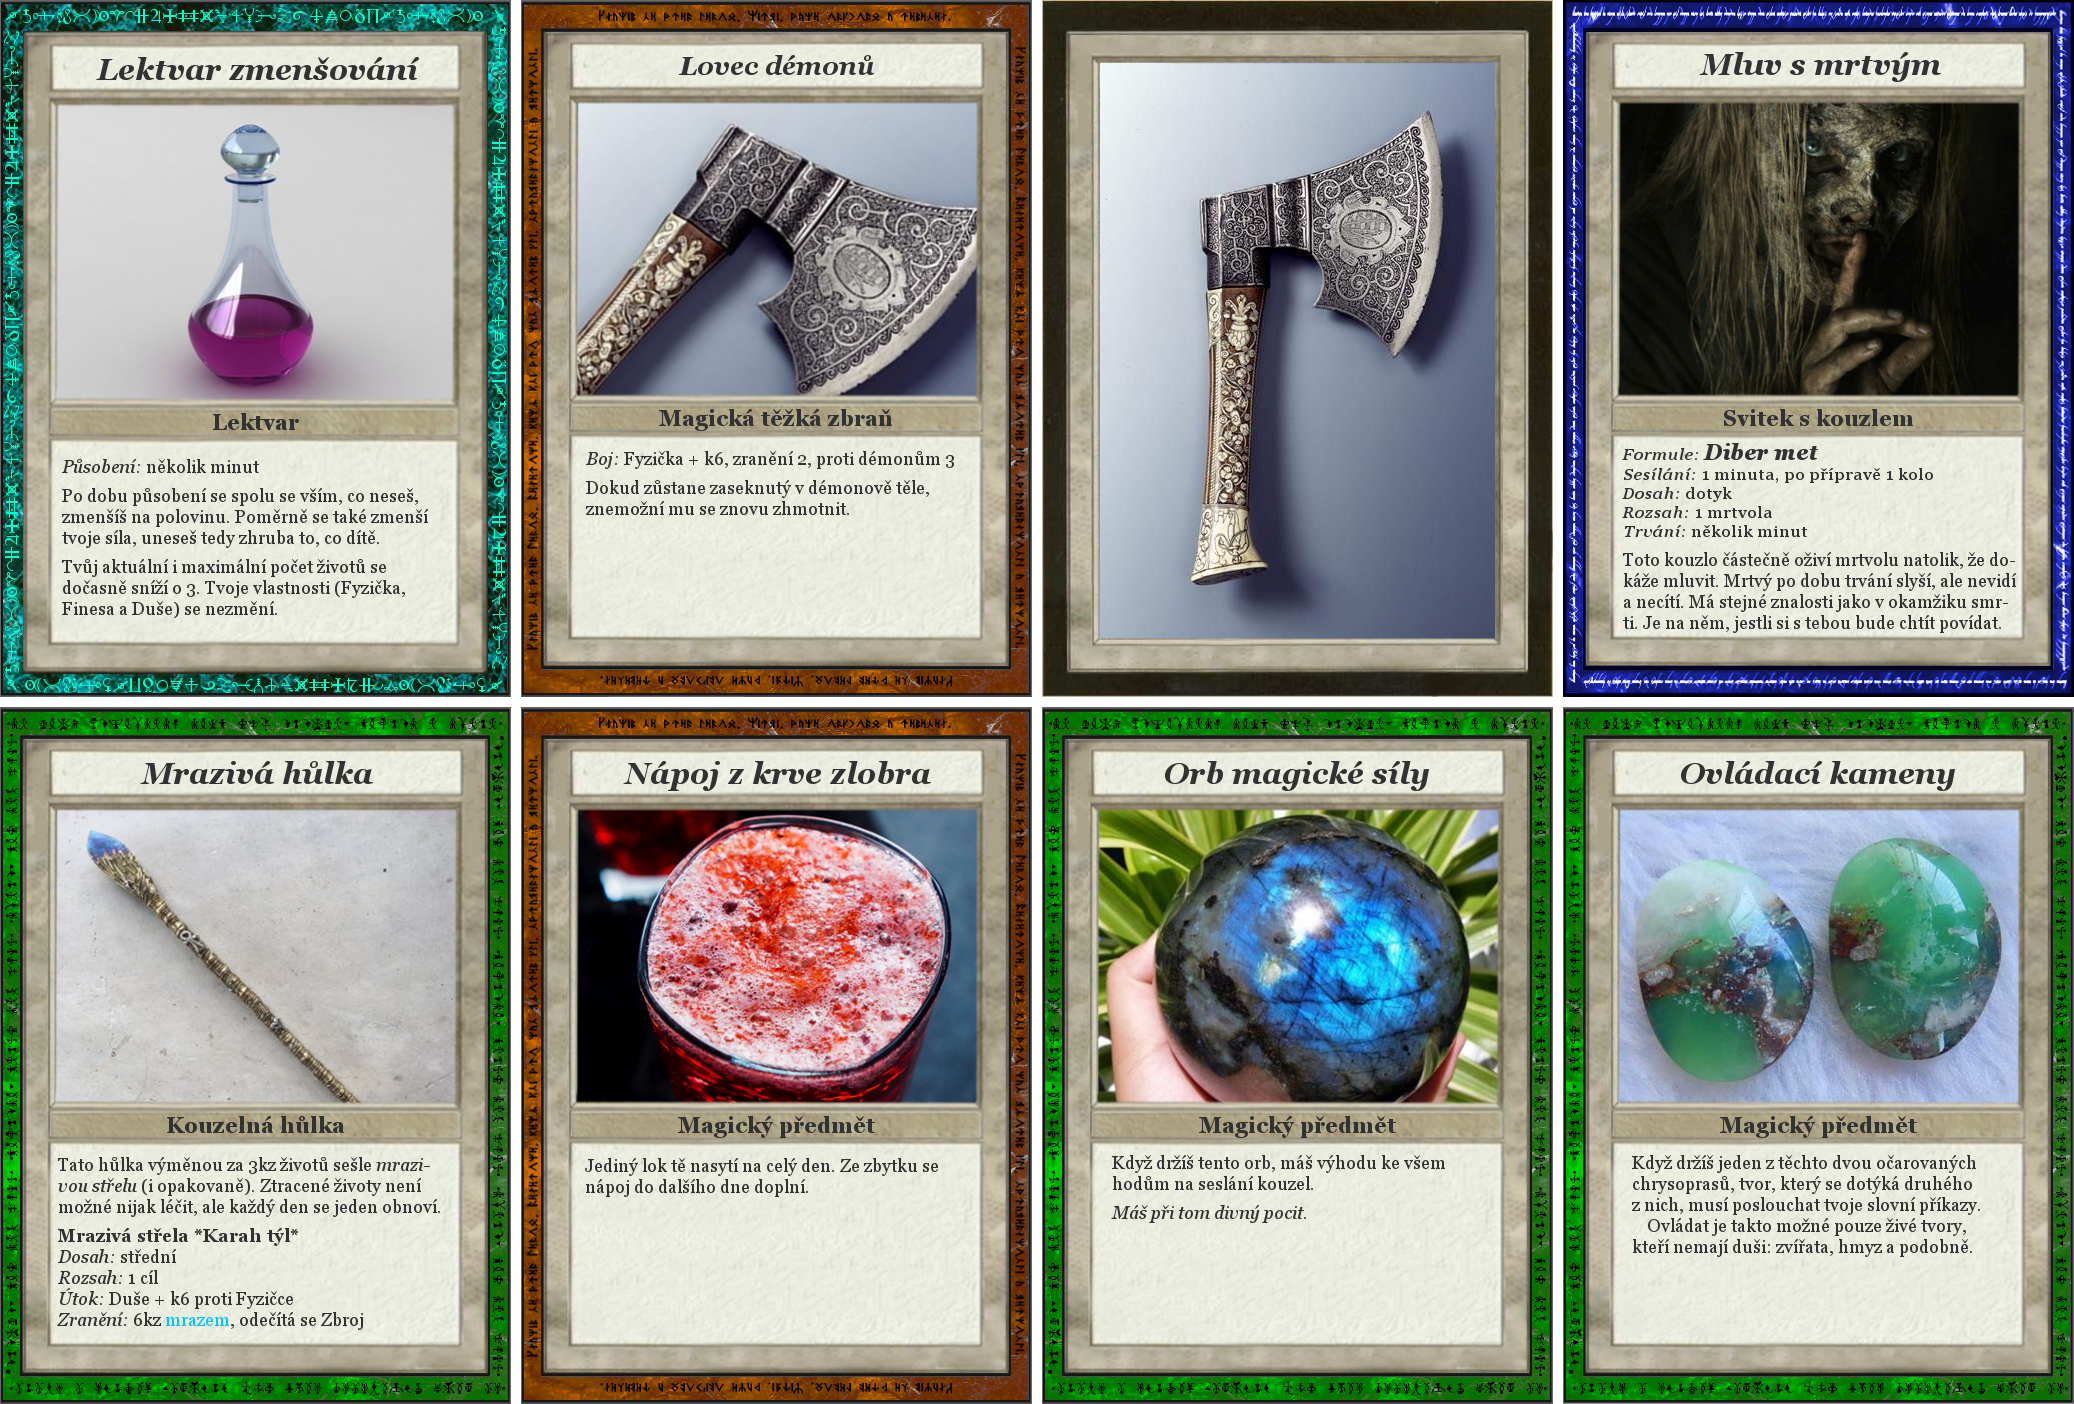 Lektvar zmenšování
Lektvar
Působení: několik minut
Po dobu působení se spolu se vším, co neseš,
zmenšíš na polovinu. Poměrně se také zmenší
tvoje síla, uneseš tedy zhruba to, co dítě.
Tvůj aktuální i maximální počet životů se
dočasně sníží o 3. Tvoje vlastnosti (Fyzička,
Finesa a Duše) se nezmění.
Lovec démonů
Magická těžká zbraň
Boj: Fyzička + k6, zranění 2, proti démonům 3
Dokud zůstane zaseknutý v démonově těle,
znemožní mu se znovu zhmotnit.
Mluv s mrtvým
Svitek s kouzlem
Formule: Diber met
Sesílání: 1 minuta, po přípravě 1 kolo
Dosah: dotyk
Rozsah: 1 mrtvola
Trvání: několik minut
Toto kouzlo částečně oživí mrtvolu natolik, že do-
káže mluvit. Mrtvý po dobu trvání slyší, ale nevidí
a necítí. Má stejné znalosti jako v okamžiku smr-
ti. Je na něm, jestli si s tebou bude chtít povídat.
Mrazivá hůlka
Kouzelná hůlka
Tato hůlka výměnou za 3kz životů sešle mrazi-
vou střelu (i opakovaně). Ztracené životy není
možné nijak léčit, ale každý den se jeden obnoví.
Mrazivá střela *Karah týl*
Dosah: střední
Rozsah: 1 cíl
Útok: Duše + k6 proti Fyzičce
Zranění: 6kz mrazem, odečítá se Zbroj
Nápoj z krve zlobra
Magický předmět
Jediný lok tě nasytí na celý den. Ze zbytku se
nápoj do dalšího dne doplní.
Orb magické síly
Magický předmět
Když držíš tento orb, máš výhodu ke všem
hodům na seslání kouzel.
Máš při tom divný pocit.
Ovládací kameny
Magický předmět
Když držíš jeden z těchto dvou očarovaných
chrysoprasů, tvor, který se dotýká druhého
z nich, musí poslouchat tvoje slovní příkazy.
Ovládat je takto možné pouze živé tvory,
kteří nemají duši: zvířata, hmyz a podobně.